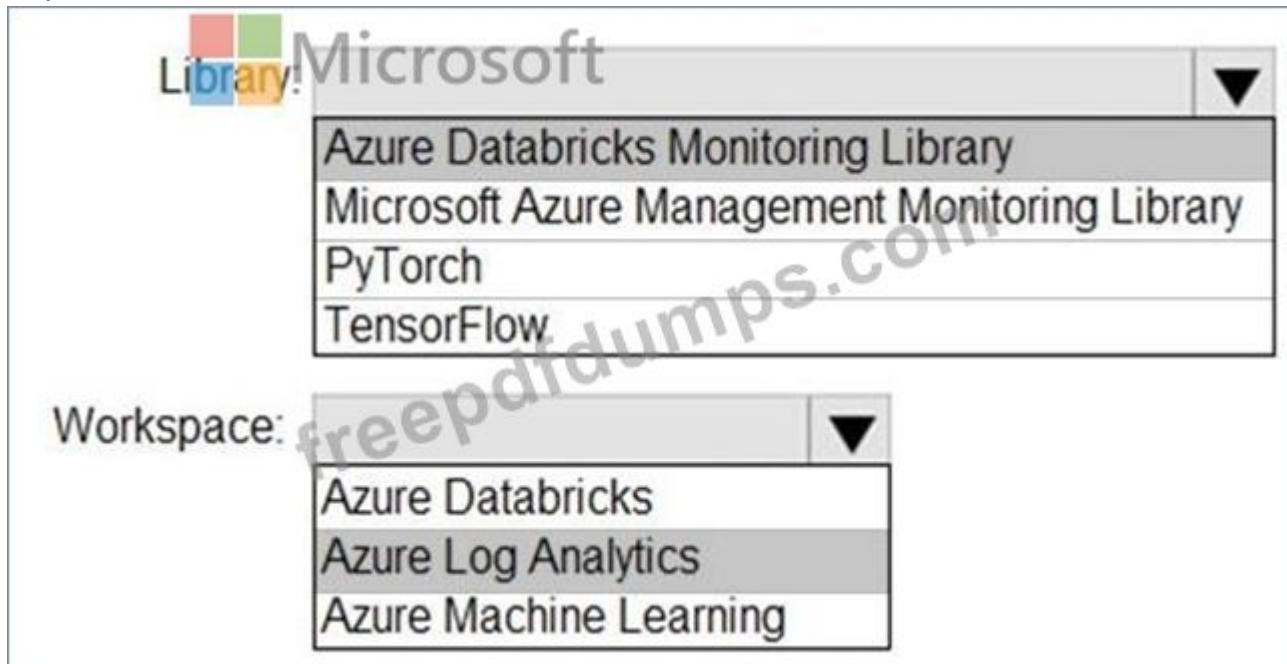 Microsoft
Library:
Azure Databricks Monitoring Library
Microsoft Azure Management Monitoring Library
PyTorch
TensorFlow
freepdfdumps.com
Workspace:
Azure Databricks
Azure Log Analytics
Azure Machine Learning